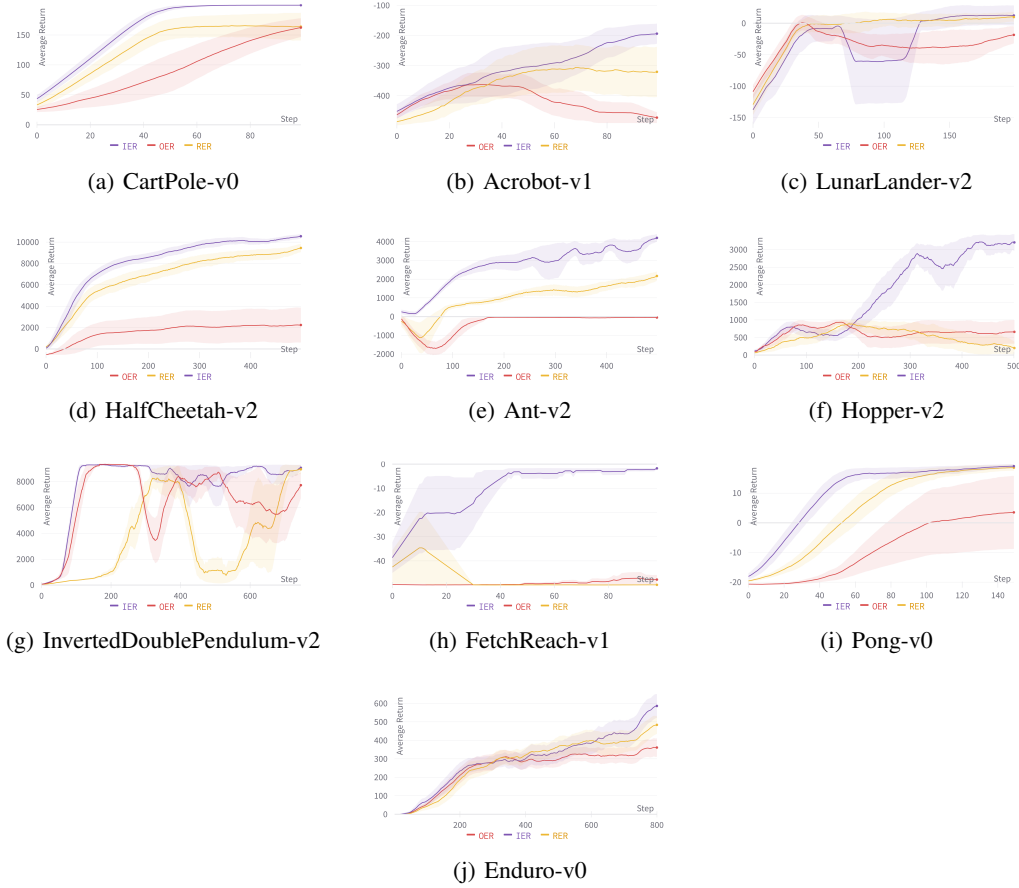 Average Return
150
100
50
0
0 20 40 60 80
Step
IER OER RER
(a) CartPole-v0
Average Return
-100
-200
-300
-400
0 20 40 60 80
Step
OER IER RER
(b) Acrobot-v1
Average Return
0
-50
-100
-150
0 50 100 150
Step
IER OER RER
(c) LunarLander-v2
Average Return
10000
8000
6000
4000
2000
0
0 100 200 300 400
Step
OER RER IER
(d) HalfCheetah-v2
Average Return
4000
3000
2000
1000
0
-1000
-2000
0 100 200 300 400
Step
IER OER RER
(e) Ant-v2
Average Return
3000
2500
2000
1500
1000
500
0
0 100 200 300 400 500
Step
OER RER IER
(f) Hopper-v2
Average Return
8000
6000
4000
2000
0
0 200 400 600
Step
IER OER RER
(g) InvertedDoublePendulum-v2
Average Return
0
-10
-20
-30
-40
0 20 40 60 80
Step
IER OER RER
(h) FetchReach-v1
Average Return
10
0
-10
-20
0 20 40 60 80 100 120 140
Step
IER OER RER
(i) Pong-v0
Average Return
600
500
400
300
200
100
0
200 400 600 800
Step
OER IER RER
(j) Enduro-v0